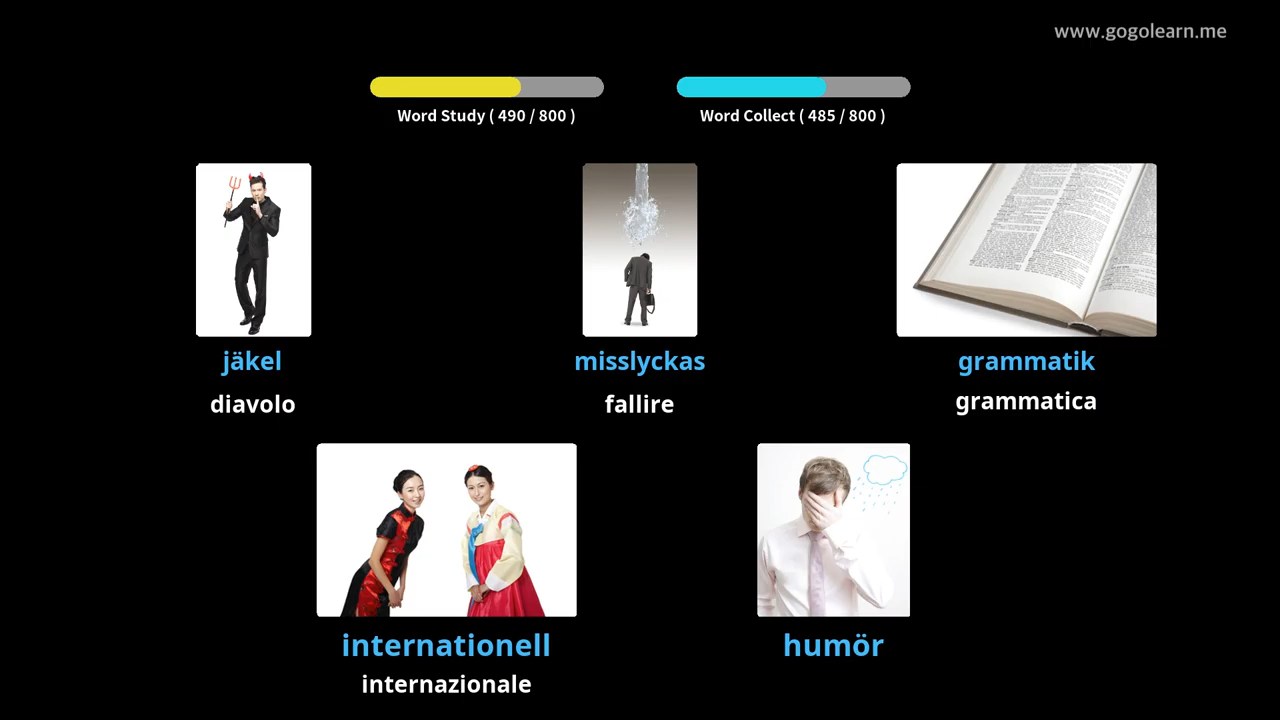 www.gogolearn.me
Word Study ( 490 / 800 )
Word Collect ( 485 / 800 )
jäkel
misslyckas
grammatik
diavolo
fallire
grammatica
internationell
humör
internazionale